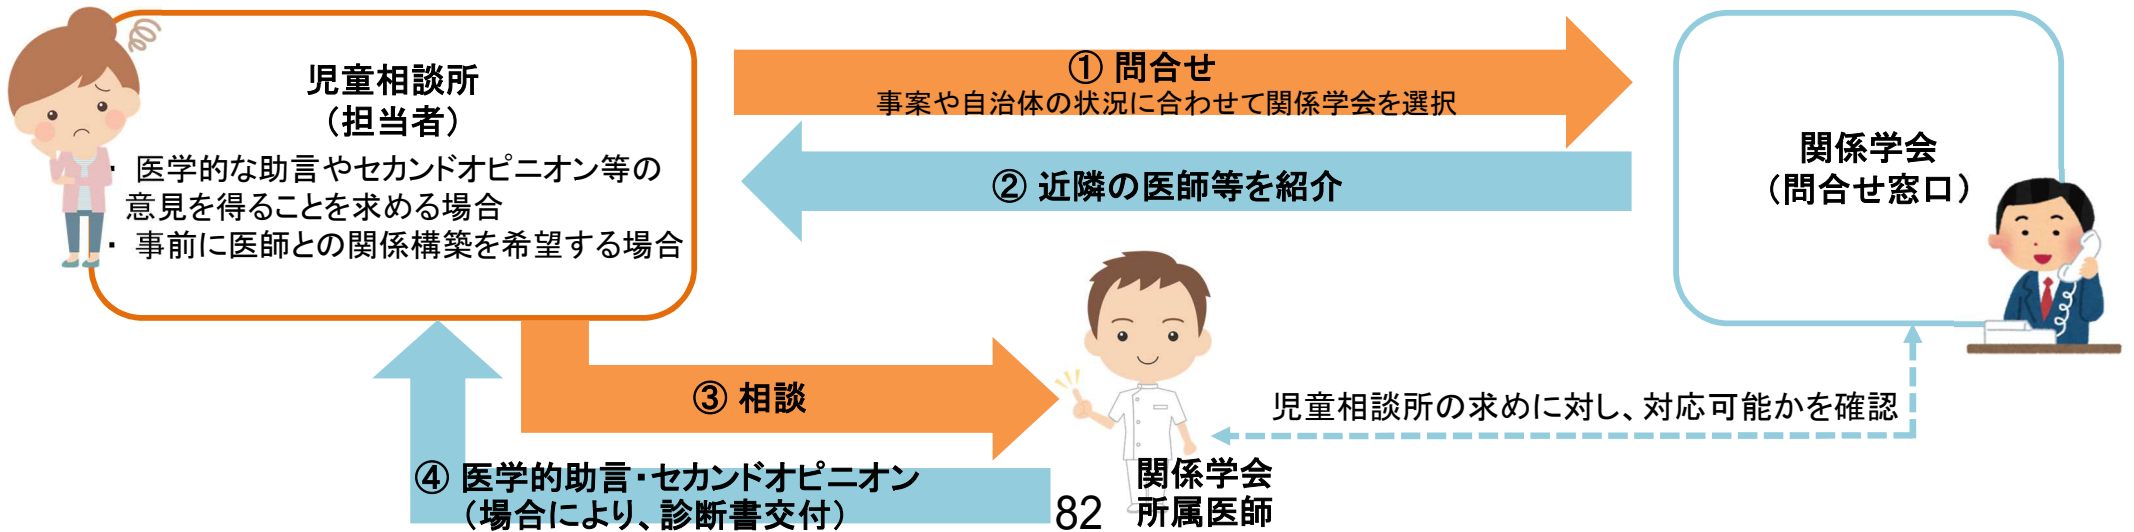 児童相談所
（担当者）
・ 医学的な助言やセカンドオピニオン等の
意見を得ることを求める場合
・ 事前に医師との関係構築を希望する場合
① 問合せ
事案や自治体の状況に合わせて関係学会を選択
② 近隣の医師等を紹介
関係学会
（問合せ窓口）
③ 相談
児童相談所の求めに対し、対応可能かを確認
④ 医学的助言・セカンドオピニオン
（場合により、診断書交付）
関係学会
所属医師
82